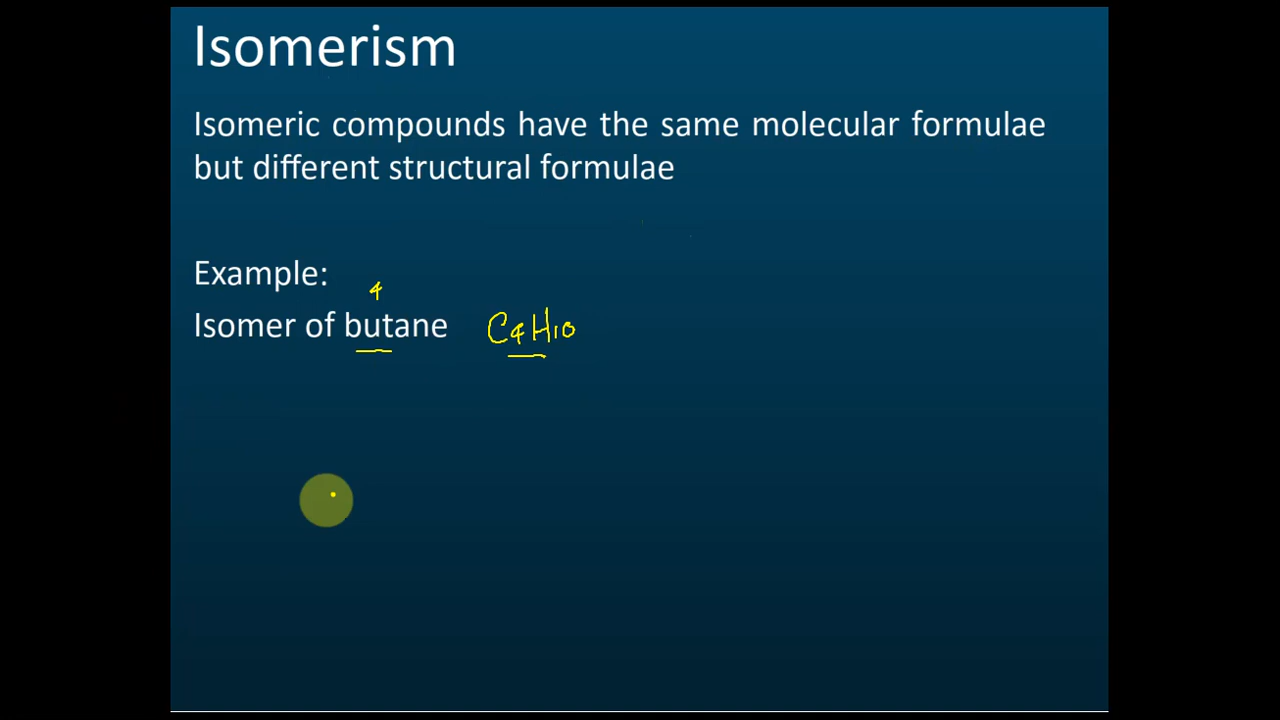 Isomerism
Isomeric compounds have the same molecular formulae
but different structural formulae
Example:
4
Isomer of butane C4H10